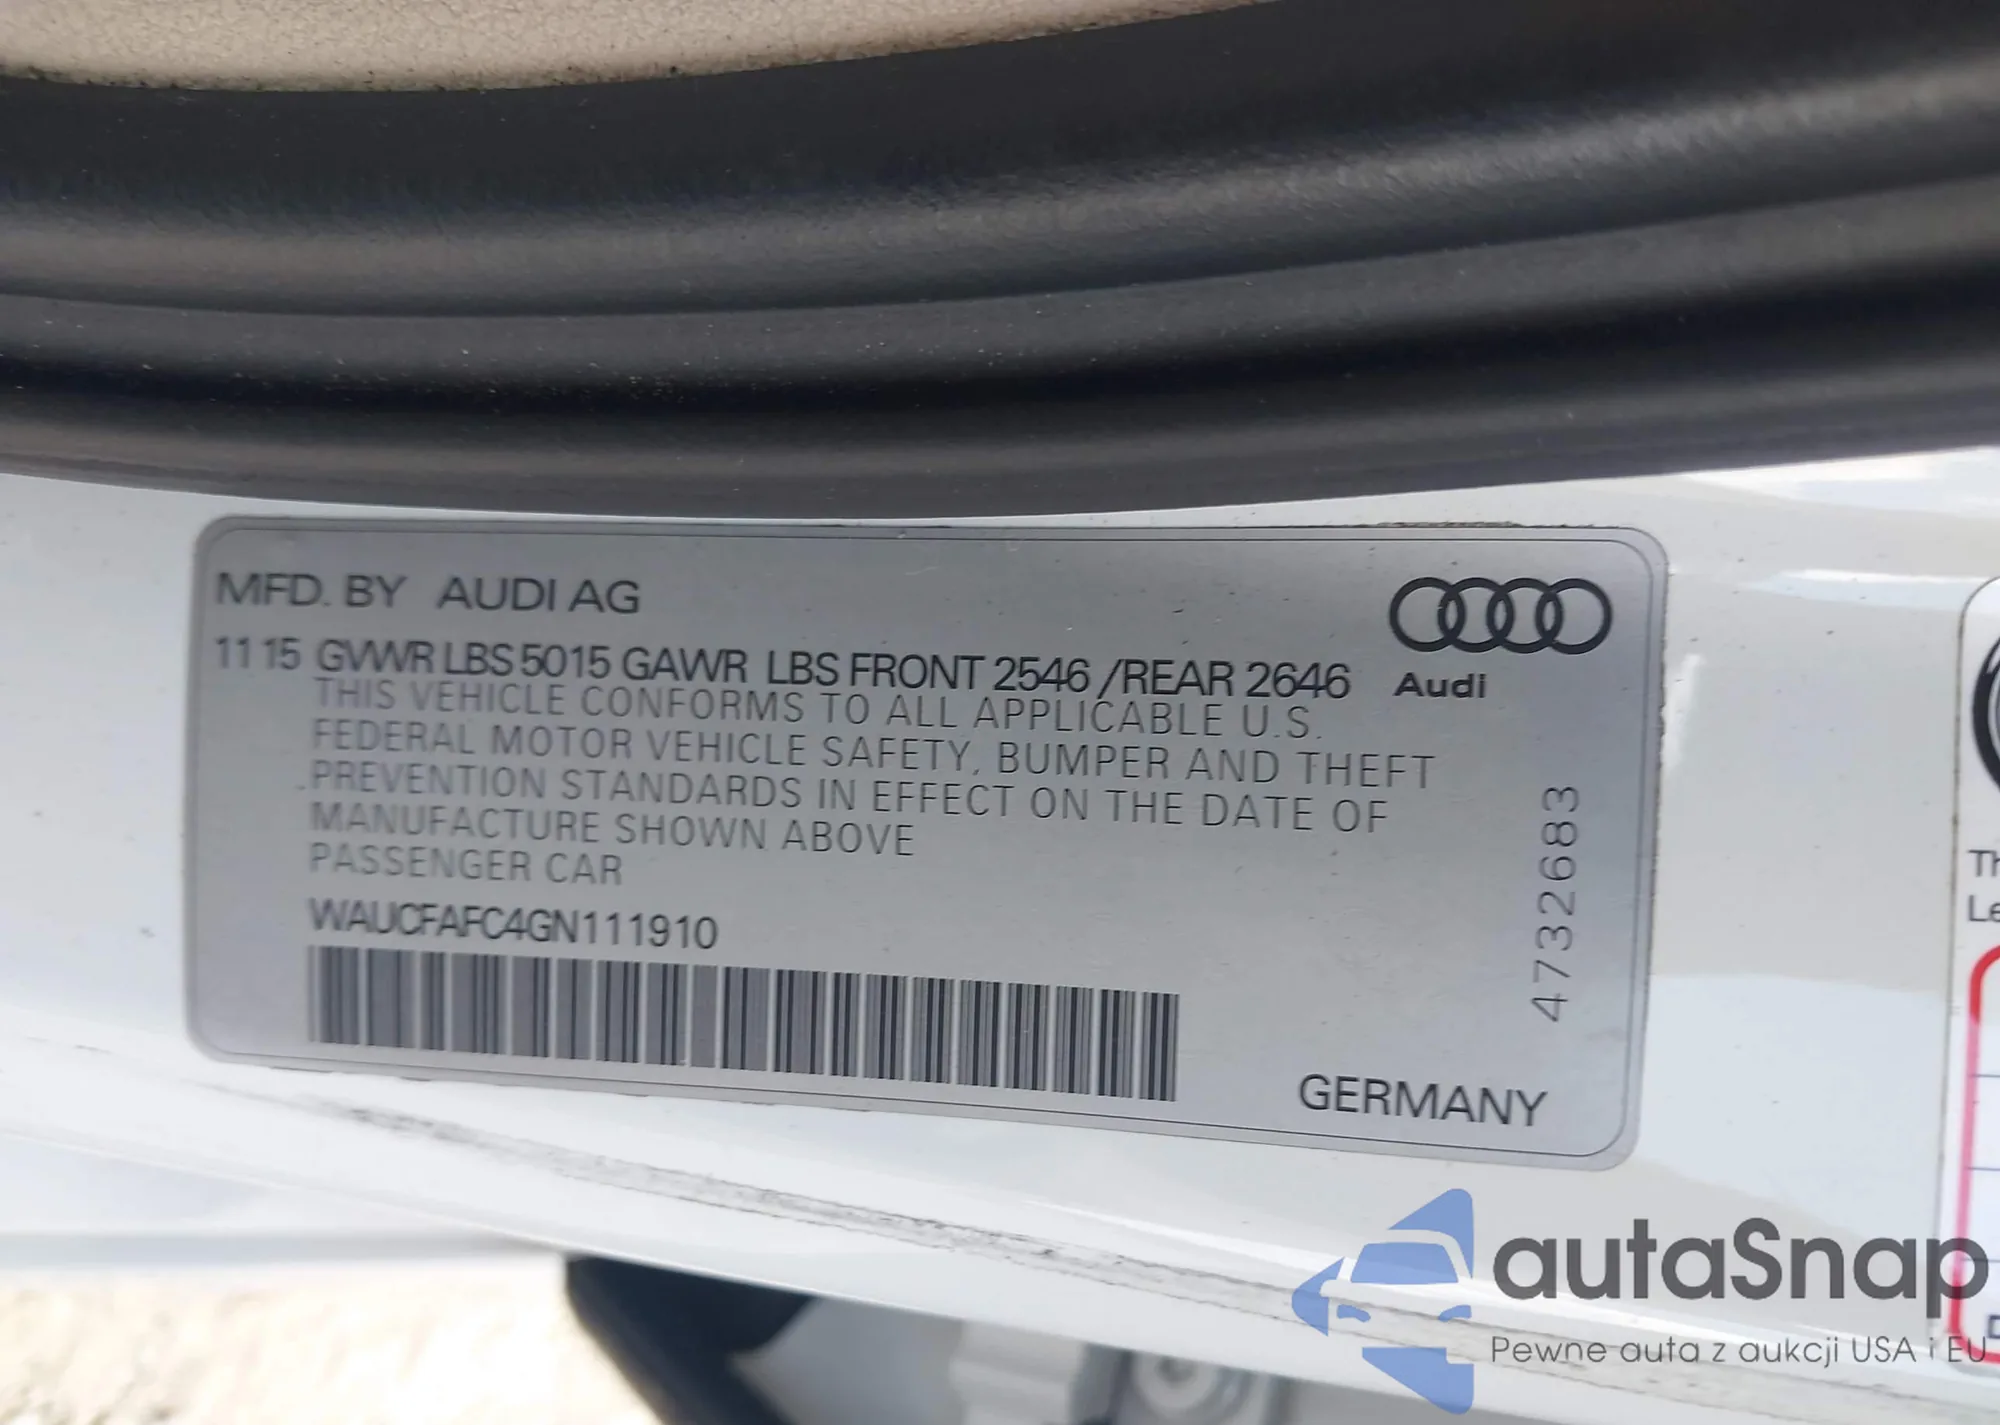 MFD. BY AUDI AG
11 15 GVWR LBS 5015 GAWR LBS FRONT 2546 /REAR 2646
Audi
THIS VEHICLE CONFORMS TO ALL APPLICABLE U.S.
FEDERAL MOTOR VEHICLE SAFETY, BUMPER AND THEFT
PREVENTION STANDARDS IN EFFECT ON THE DATE OF
MANUFACTURE SHOWN ABOVE
PASSENGER CAR
WAUCFAFC4GN111910
4732683
GERMANY
Th
Le
autaSnap
Pewne auta z aukcji USA i EU